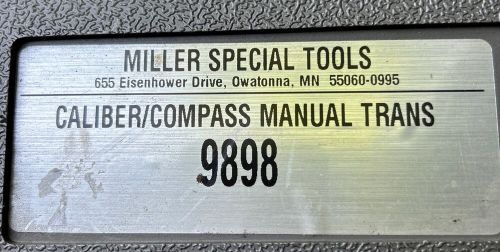 MILLER SPECIAL TOOLS
655 Eisenhower Drive, Owatonna, MN 55060-0995
CALIBER/COMPASS MANUAL TRANS
9898